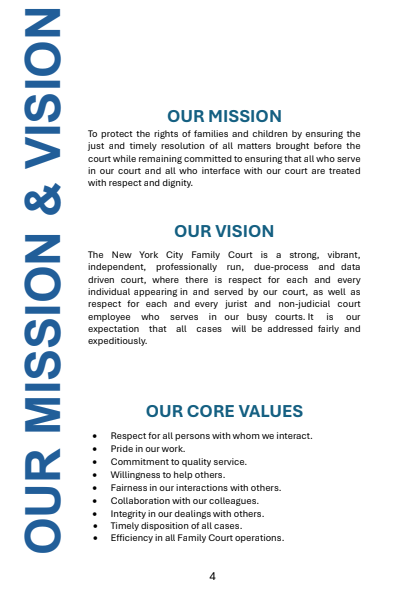 OUR MISSION & VISION
OUR MISSION
To protect the rights of families and children by ensuring the
just and timely resolution of all matters brought before the
court while remaining committed to ensuring that all who serve
in our court and all who interface with our court are treated
with respect and dignity.
OUR VISION
The New York City Family Court is a strong, vibrant,
independent, professionally run, due-process and data
driven court, where there is respect for each and every
individual appearing in and served by our court, as well as
respect for each and every jurist and non-judicial court
employee who serves in our busy courts. It is our
expectation that all cases will be addressed fairly and
expeditiously.
OUR CORE VALUES
• Respect for all persons with whom we interact.
• Pride in our work.
• Commitment to quality service.
• Willingness to help others.
• Fairness in our interactions with others.
• Collaboration with our colleagues.
• Integrity in our dealings with others.
• Timely disposition of all cases.
• Efficiency in all Family Court operations.
4